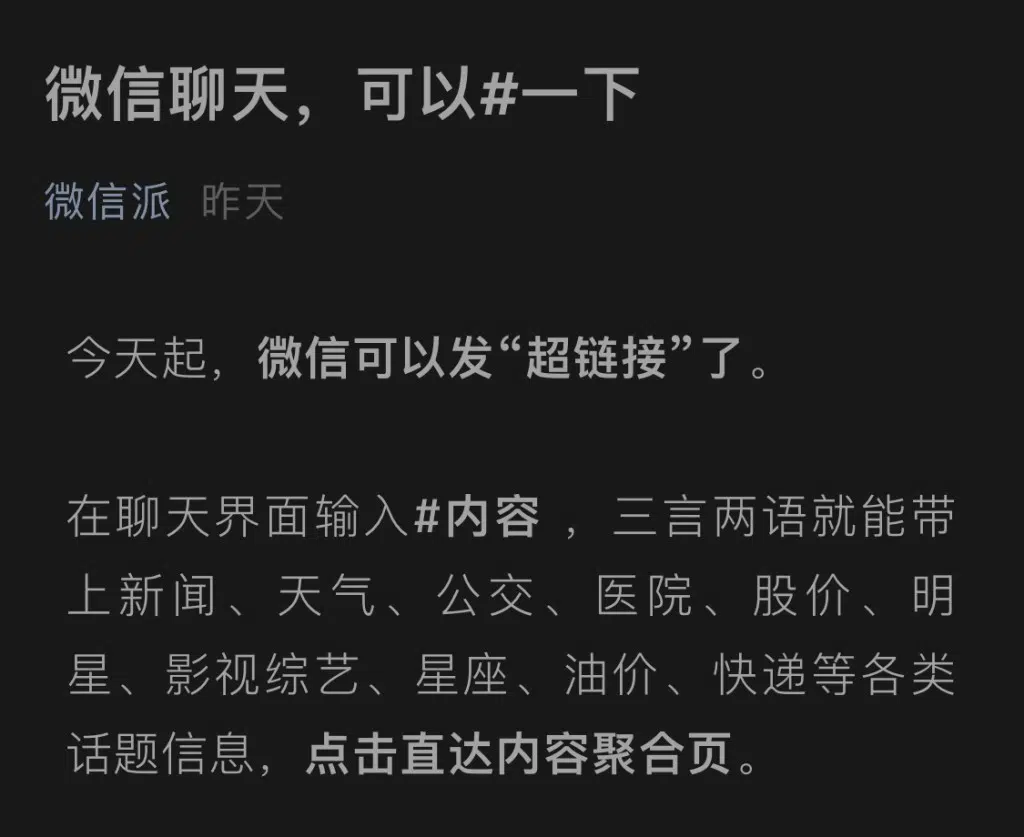 微信聊天，可以#一下
微信派 昨天
今天起，微信可以发“超链接”了。
在聊天界面输入#内容 ，三言两语就能带
上新闻、天气、公交、医院、股价、明
星、影视综艺、星座、油价、快递等各类
话题信息，点击直达内容聚合页。